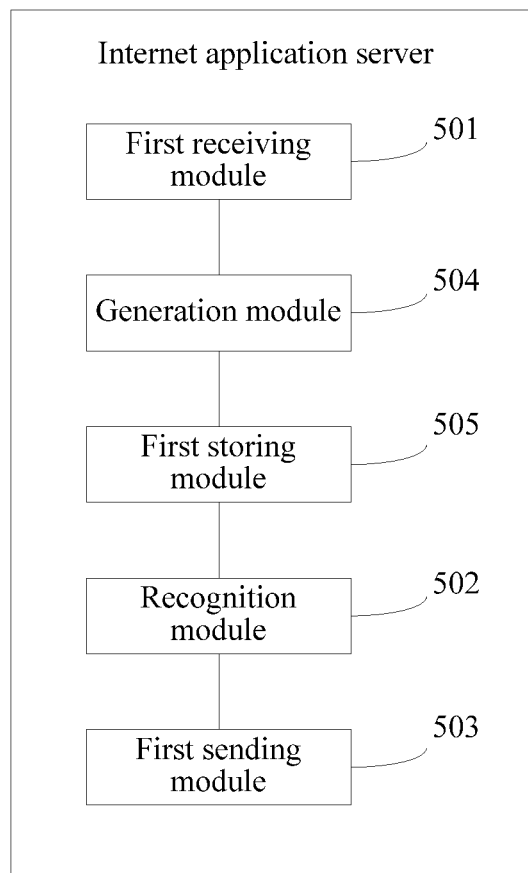 Internet application server
First receiving
module
501
Generation module
504
First storing
module
505
Recognition
module
502
First sending
module
503